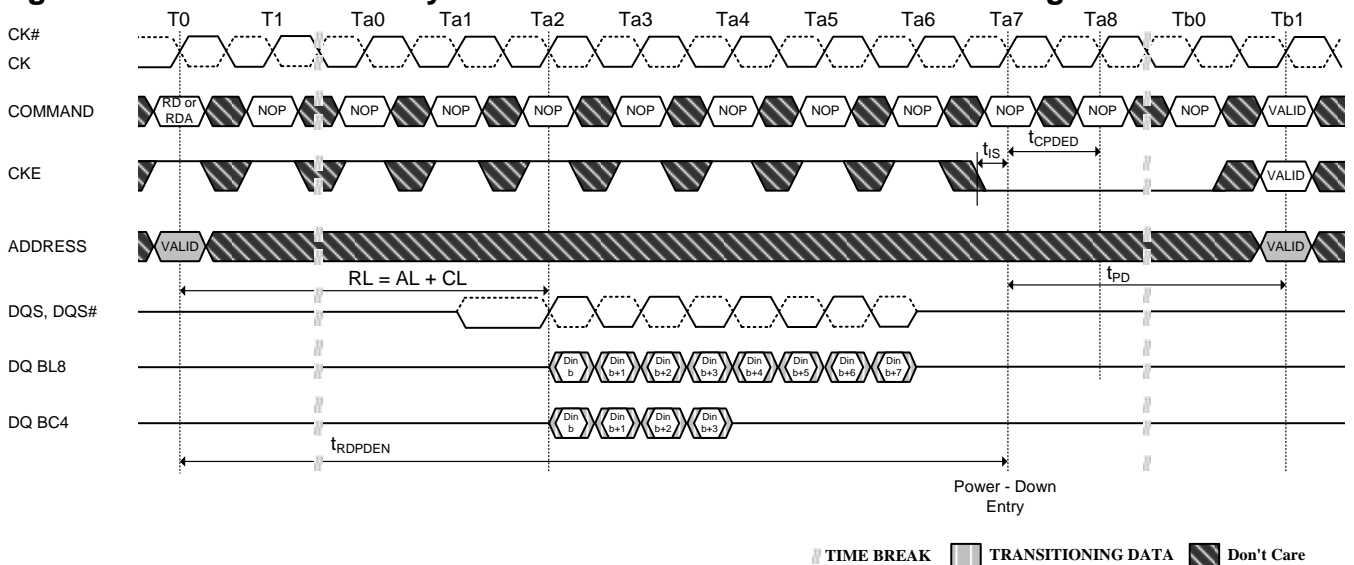 T0 T1 Ta0 Ta1 Ta2 Ta3 Ta4 Ta5 Ta6 Ta7 Ta8 Tb0 Tb1
CK#
CK
COMMAND
RD or
RDA
NOP NOP NOP NOP NOP NOP NOP NOP NOP NOP NOP VALID
tIS
tCPDED
CKE
VALID
ADDRESS
VALID VALID
RL = AL + CL
tPD
DQS, DQS#
DQ BL8
Din b Din b+1 Din b+2 Din b+3 Din b+4 Din b+5 Din b+6 Din b+7
DQ BC4
Din b Din b+1 Din b+2 Din b+3
tRDPDEN
Power - Down
Entry
TIME BREAK TRANSITIONING DATA Don't Care